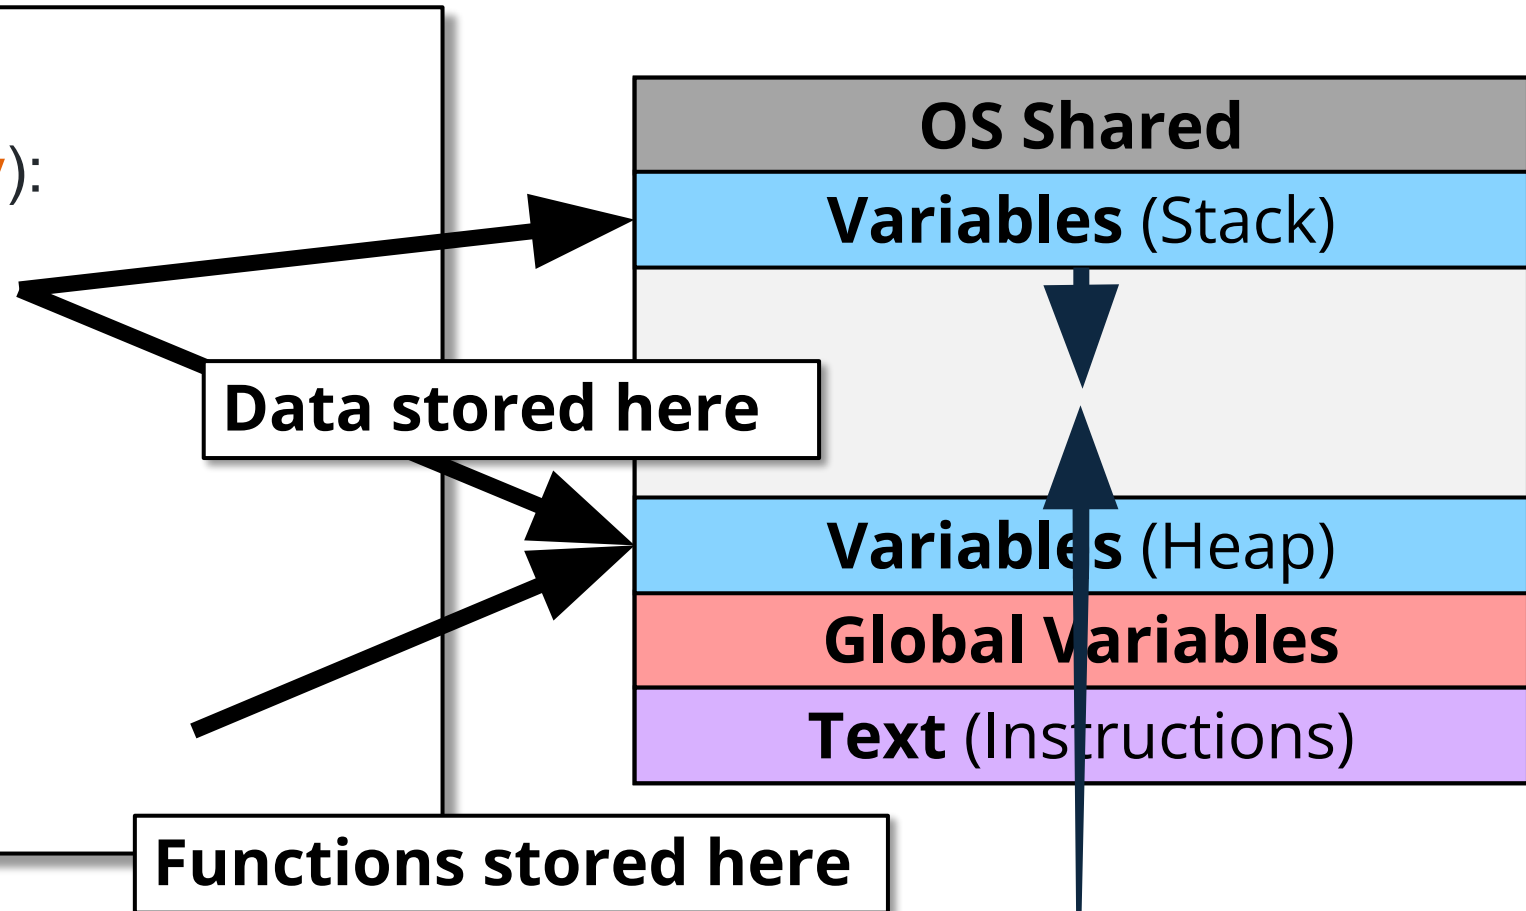 ):
OS Shared
Variables (Stack)
Data stored here
Variables (Heap)
Global Variables
Text (Instructions)
Functions stored here